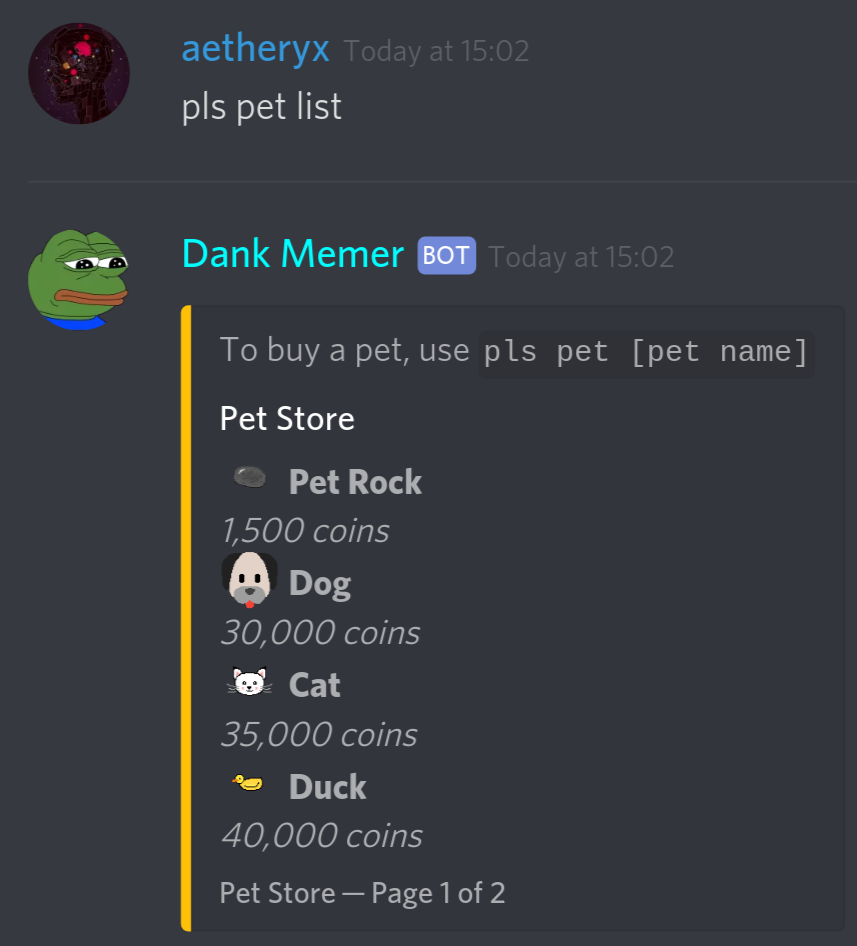 aetheryx Today at 15:02
pls pet list
Dank Memer BOT Today at 15:02
To buy a pet, use pls pet [pet name]
Pet Store
Pet Rock
1,500 coins
Dog
30,000 coins
Cat
35,000 coins
Duck
40,000 coins
Pet Store — Page 1 of 2